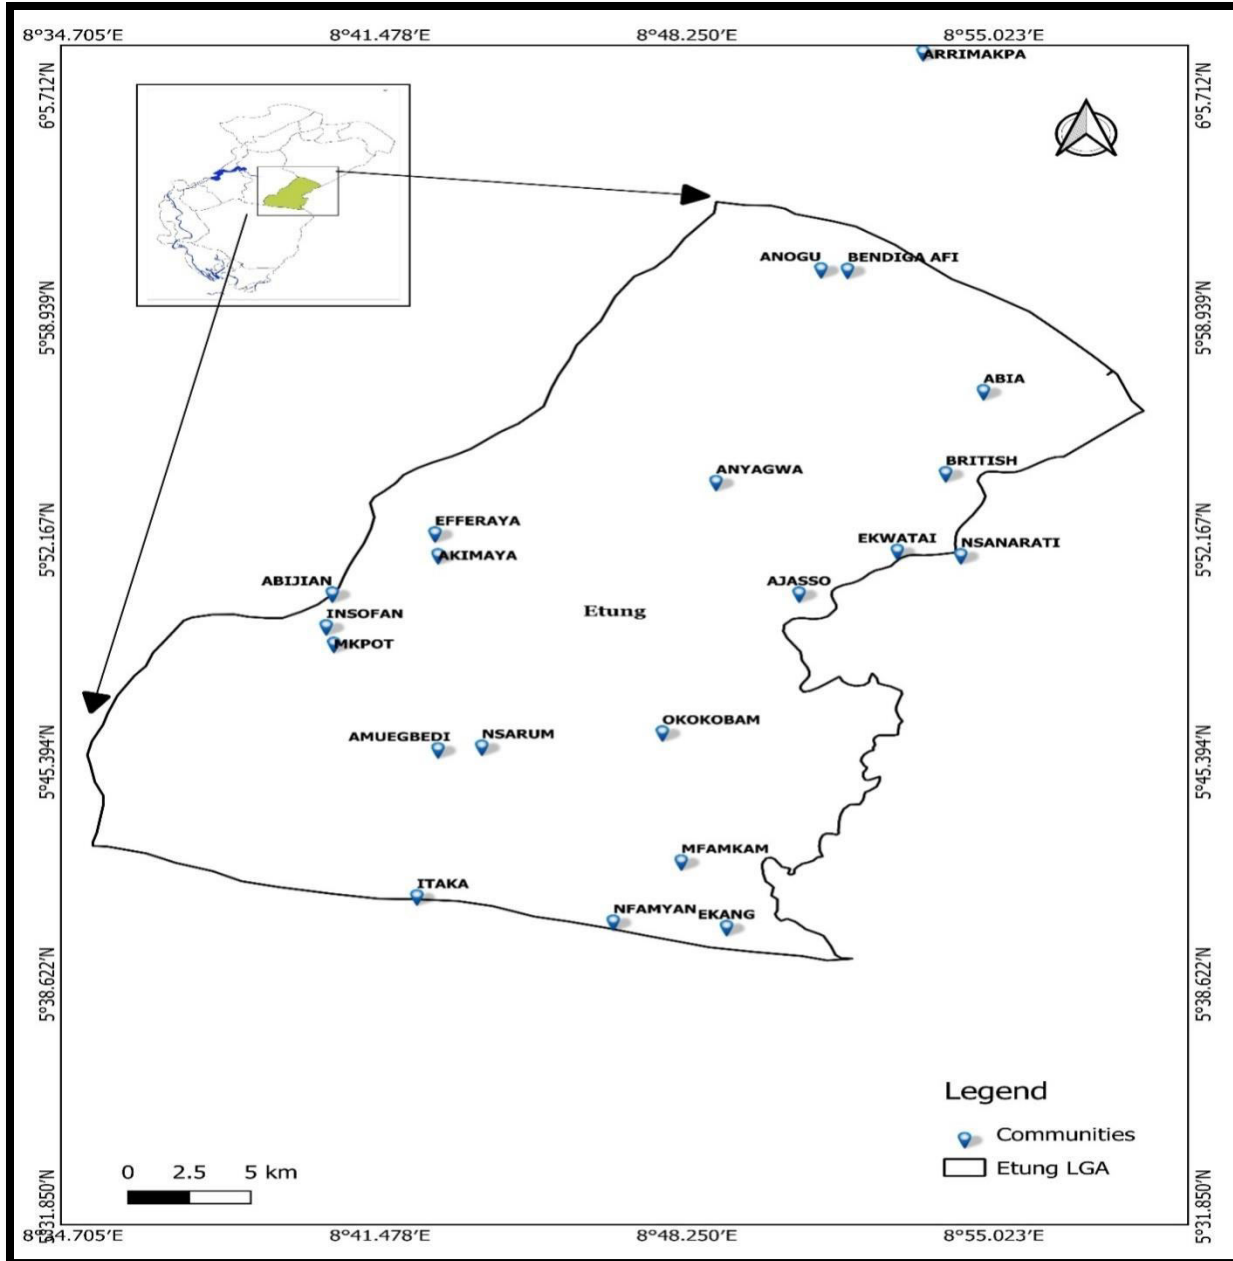 8°34.705′E 8°41.478′E 8°48.250′E 8°55.023′E
ARRIMAKPA
6°5.712′N 6°5.712′N
ANOGU BENDIGA AFI
5°58.939′N 5°58.939′N
ABIA
BRITISH
ANYAGWA
5°52.167′N 5°52.167′N
EFFERAYA
EKWATAI NSANARATI
AKIMAYA
ABIJIAN AJASSO
INSOFAN Etung
MKPOT
OKOKOBAM
AMUEGBEDI NSARUM
5°45.394′N 5°45.394′N
MFAMKAM
ITAKA
NFAMYAN EKANG
5°38.622′N 5°38.622′N
Legend
Communities
Etung LGA
0 2.5 5 km
5°31.850′N 5°31.850′N
8°34.705′E 8°41.478′E 8°48.250′E 8°55.023′E